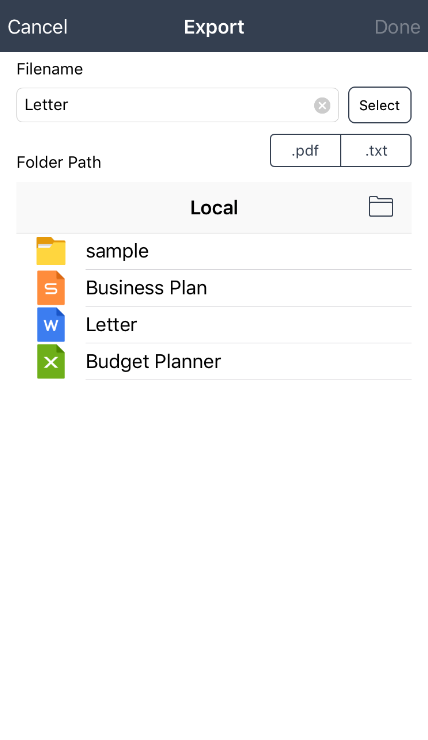 Cancel Export Done
Filename
Letter Select
.pdf .txt
Folder Path
Local
sample
S Business Plan
W Letter
X Budget Planner